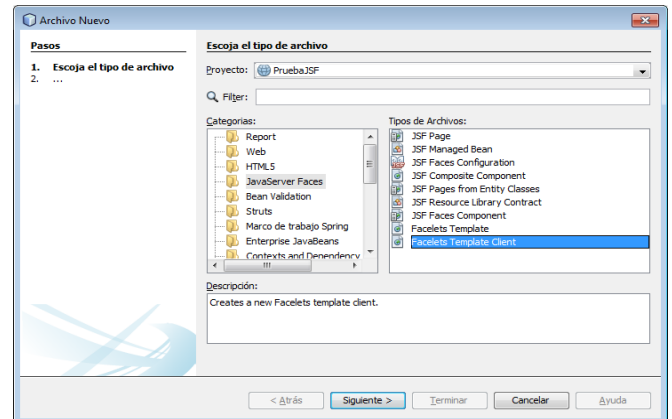 Archivo Nuevo
Pasos
1. Escoja el tipo de archivo
2. ...
Escoja el tipo de archivo
Proyecto: PruebaJSF
Filter:
Categorías:
Report
Web
HTML5
JavaServer Faces
Bean Validation
Struts
Marco de trabajo Spring
Enterprise JavaBeans
Contexts and Dependency
Tipos de Archivos:
JSF Page
JSF Managed Bean
JSF Faces Configuration
JSF Composite Component
JSF Pages from Entity Classes
JSF Resource Library Contract
JSF Faces Component
Facelets Template
Facelets Template Client
Descripción:
Creates a new Facelets template client.
< Atrás
Siguiente >
Terminar
Cancelar
Ayuda